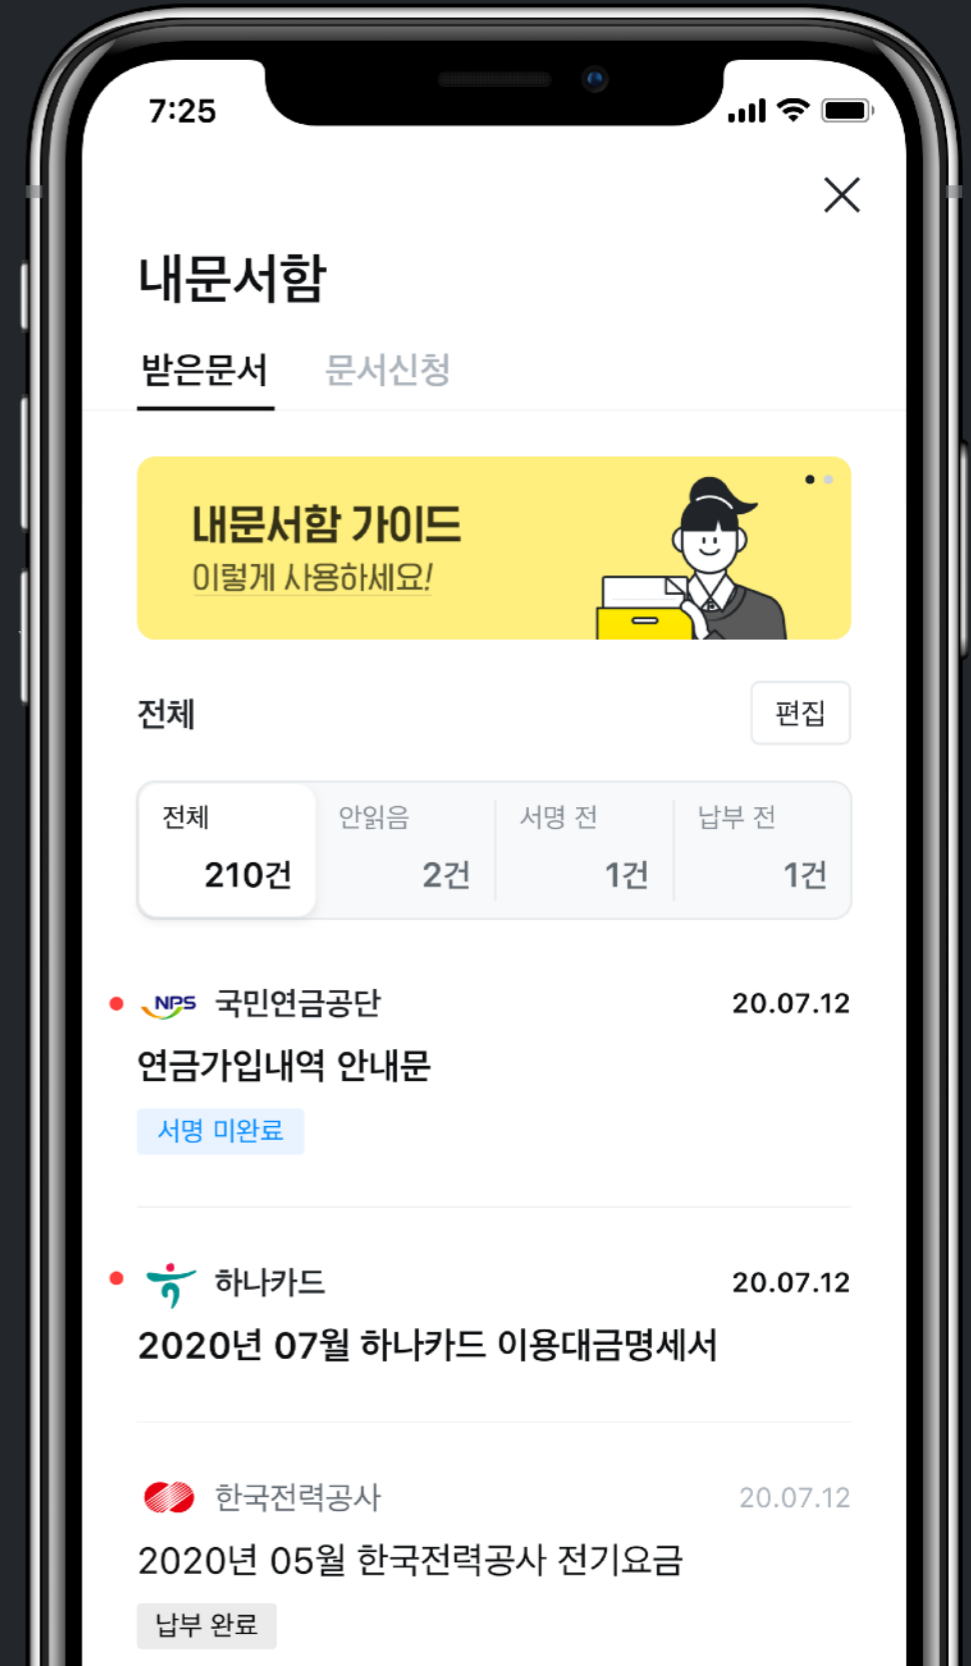 7:25
내문서함
받은문서 문서신청
내문서함 가이드
이렇게 사용하세요!
전체 편집
전체 안읽음 서명 전 납부 전
210건 2건 1건 1건
NPS 국민연금공단 20.07.12
연금가입내역 안내문
서명 미완료
하나카드 20.07.12
2020년 07월 하나카드 이용대금명세서
한국전력공사 20.07.12
2020년 05월 한국전력공사 전기요금
납부 완료